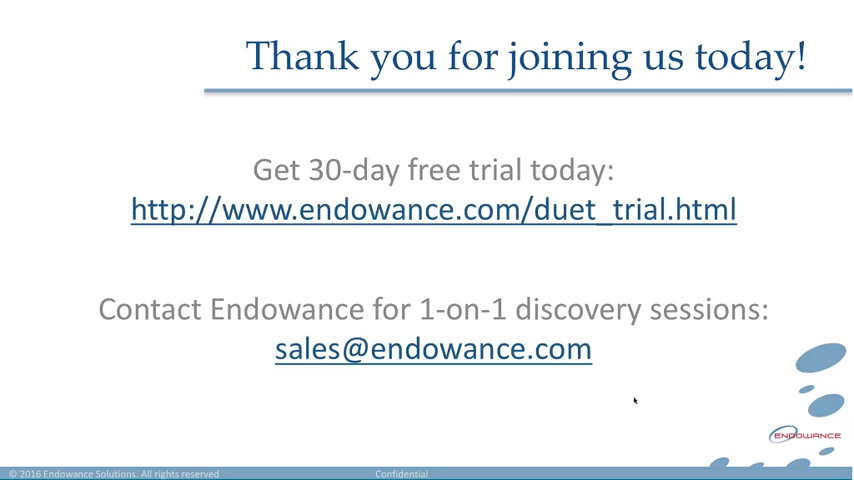 Thank you for joining us today!
Get 30-day free trial today:
http://www.endowance.com/duet_trial.html
Contact Endowance for 1-on-1 discovery sessions:
sales@endowance.com
ENDOWANCE
© 2016 Endowance Solutions. All rights reserved
Confidential